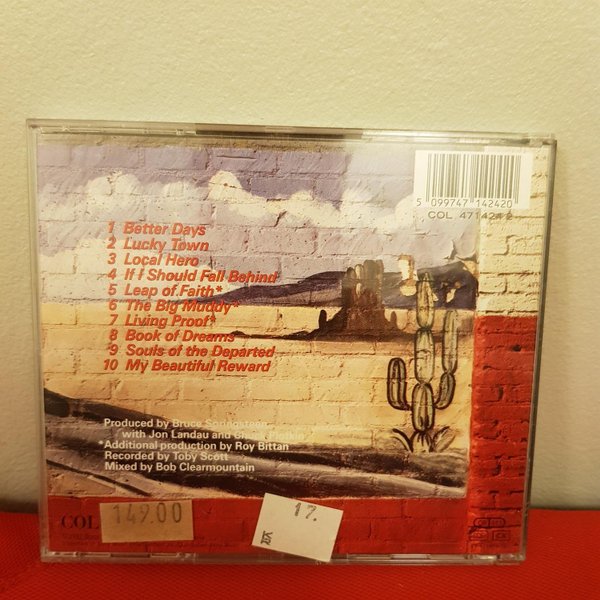 5 099747 142420
COL 471424 2
1 Better Days
2 Lucky Town
3 Local Hero
4 If I Should Fall Behind
5 Leap of Faith*
6 The Big Muddy*
7 Living Proof*
8 Book of Dreams
9 Souls of the Departed
10 My Beautiful Reward
Produced by Bruce Springsteen
with Jon Landau and
*Additional production by Roy Bittan
Recorded by Toby Scott
Mixed by Bob Clearmountain
COL
149.00
17.
VII